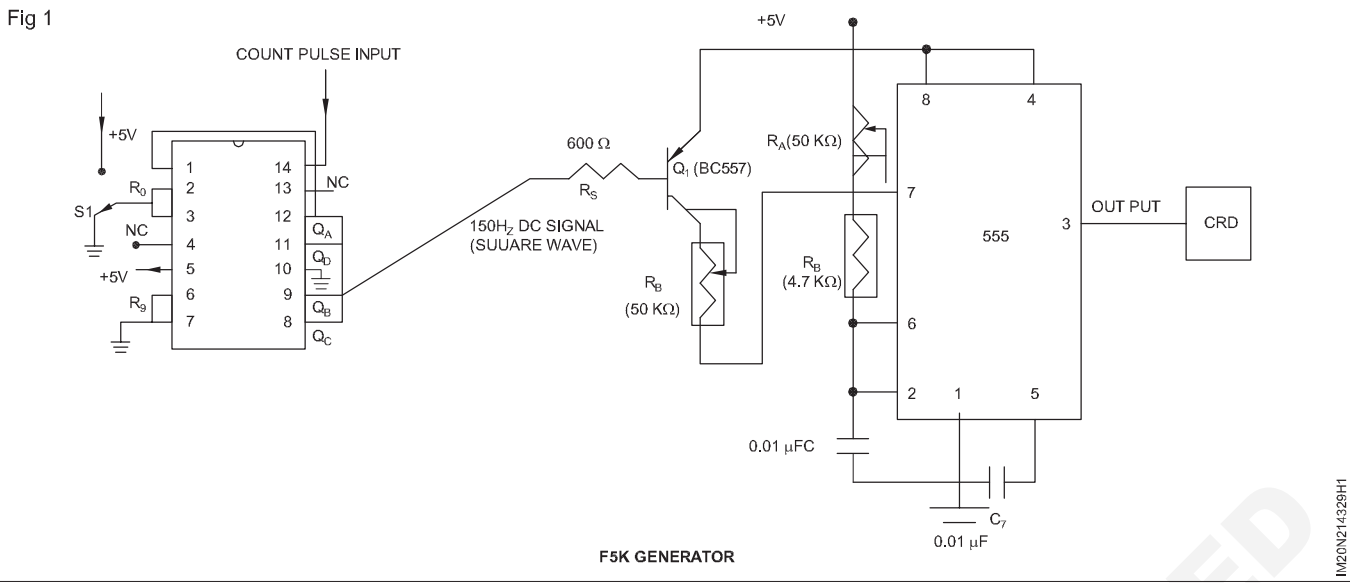 Fig 1
COUNT PULSE INPUT
+5V
1
2
3
4
5
6
7
14
13
12
11
10
9
8
NC
R0
S1
NC
+5V
R9
QA
QD
QB
QC
150HZ DC SIGNAL
(SUUARE WAVE)
600 Ω
RS
Q1 (BC557)
RB
(50 KΩ)
+5V
RA(50 KΩ)
RB
(4.7 KΩ)
8
4
7
555
3
6
2
1
5
OUT PUT
CRD
0.01 µFC
C7
0.01 µF
F5K GENERATOR
IM20N214329H1
ED